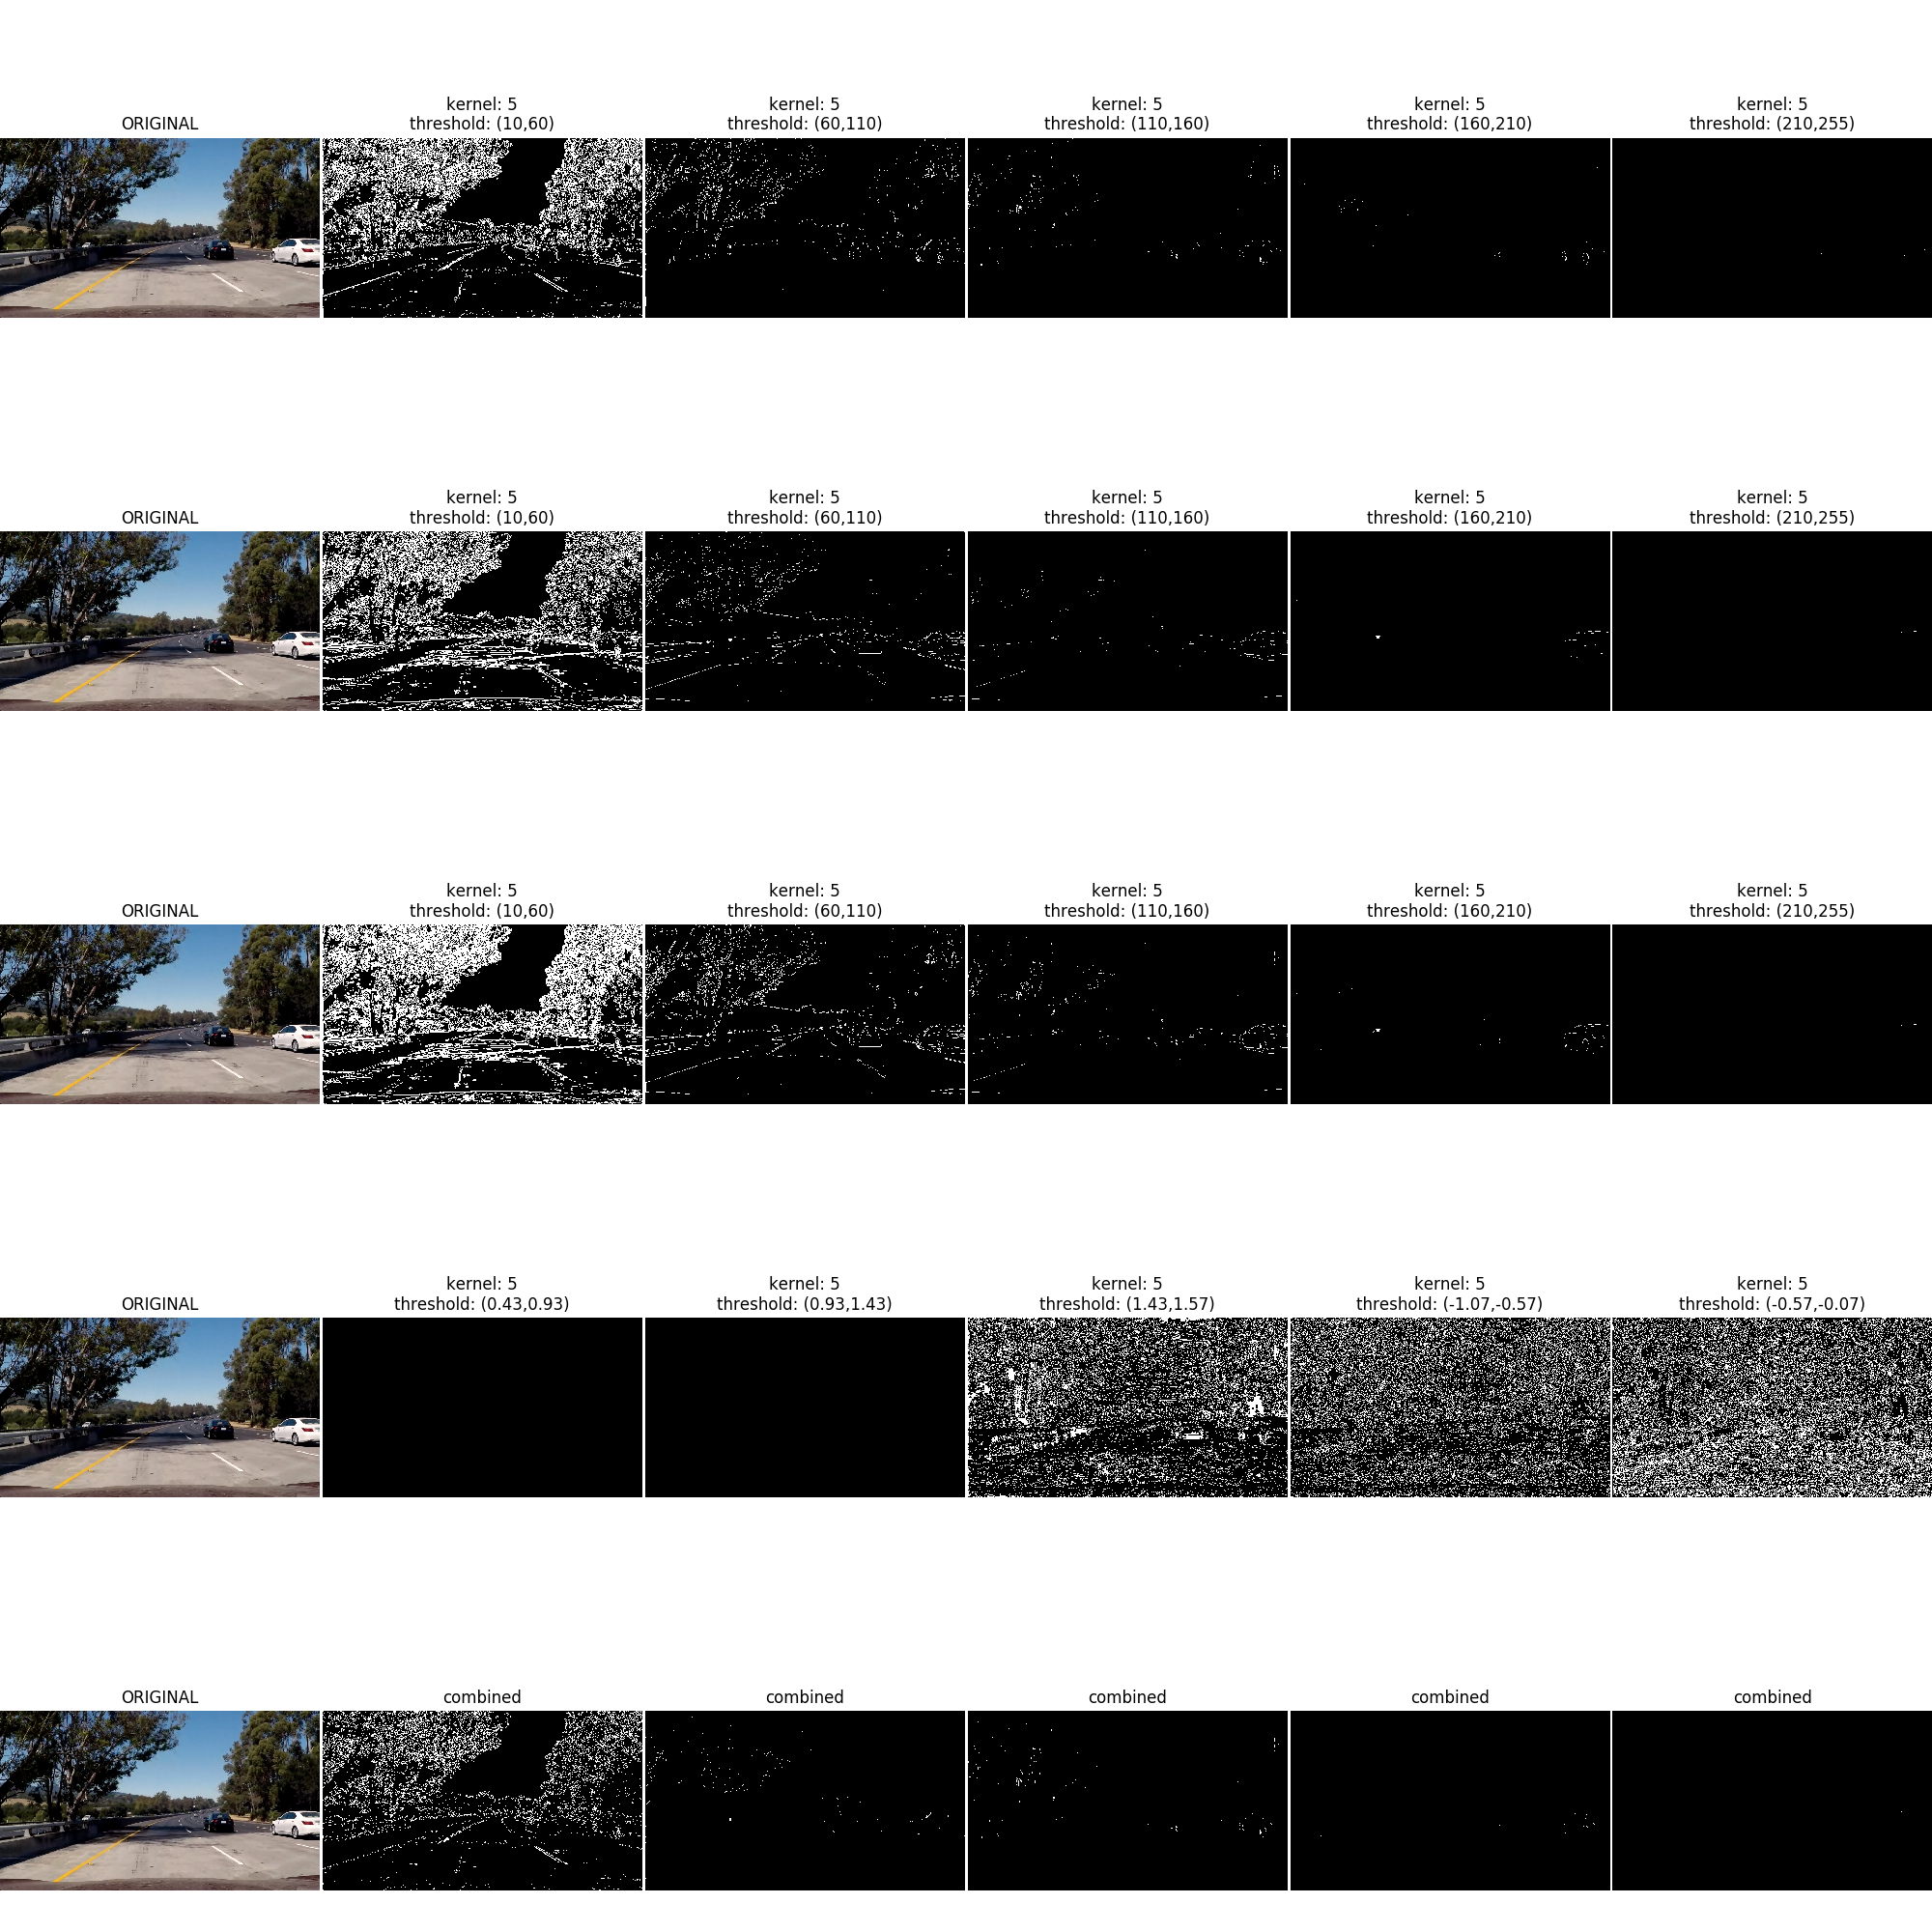 kernel: 5 kernel: 5 kernel: 5 kernel: 5 kernel: 5
ORIGINAL threshold: (10,60) threshold: (60,110) threshold: (110,160) threshold: (160,210) threshold: (210,255)
kernel: 5 kernel: 5 kernel: 5 kernel: 5 kernel: 5
ORIGINAL threshold: (10,60) threshold: (60,110) threshold: (110,160) threshold: (160,210) threshold: (210,255)
kernel: 5 kernel: 5 kernel: 5 kernel: 5 kernel: 5
ORIGINAL threshold: (10,60) threshold: (60,110) threshold: (110,160) threshold: (160,210) threshold: (210,255)
kernel: 5 kernel: 5 kernel: 5 kernel: 5 kernel: 5
ORIGINAL threshold: (0.43,0.93) threshold: (0.93,1.43) threshold: (1.43,1.57) threshold: (-1.07,-0.57) threshold: (-0.57,-0.07)
ORIGINAL combined combined combined combined combined